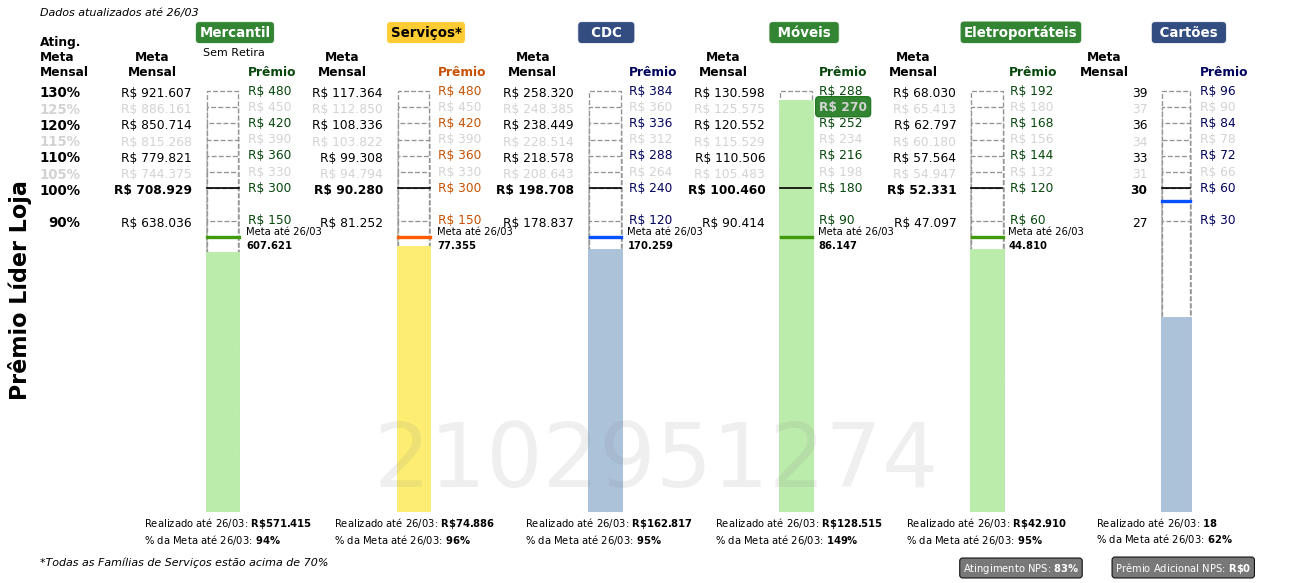 Dados atualizados até 26/03
Mercantil Serviços* CDC Móveis Eletroportáteis Cartões
Sem Retira
Ating. Meta Mensal
Meta Mensal Prêmio Meta Mensal Prêmio Meta Mensal Prêmio Meta Mensal Prêmio Meta Mensal Prêmio Meta Mensal Prêmio
130% R$ 921.607 R$ 480 R$ 117.364 R$ 480 R$ 258.320 R$ 384 R$ 130.598 R$ 288 R$ 68.030 R$ 192 39 R$ 96
125% R$ 886.161 R$ 450 R$ 112.850 R$ 450 R$ 248.385 R$ 360 R$ 125.575 R$ 270 R$ 65.413 R$ 180 37 R$ 90
120% R$ 850.714 R$ 420 R$ 108.336 R$ 420 R$ 238.449 R$ 336 R$ 120.552 R$ 252 R$ 62.797 R$ 168 36 R$ 84
115% R$ 815.268 R$ 390 R$ 103.822 R$ 390 R$ 228.514 R$ 312 R$ 115.529 R$ 234 R$ 60.180 R$ 156 34 R$ 78
110% R$ 779.821 R$ 360 R$ 99.308 R$ 360 R$ 218.578 R$ 288 R$ 110.506 R$ 216 R$ 57.564 R$ 144 33 R$ 72
105% R$ 744.375 R$ 330 R$ 94.794 R$ 330 R$ 208.643 R$ 264 R$ 105.483 R$ 198 R$ 54.947 R$ 132 31 R$ 66
100% R$ 708.929 R$ 300 R$ 90.280 R$ 300 R$ 198.708 R$ 240 R$ 100.460 R$ 180 R$ 52.331 R$ 120 30 R$ 60
90% R$ 638.036 R$ 150 R$ 81.252 R$ 150 R$ 178.837 R$ 120 R$ 90.414 R$ 90 R$ 47.097 R$ 60 27 R$ 30
Meta até 26/03 Meta até 26/03 Meta até 26/03 Meta até 26/03 Meta até 26/03
607.621 77.355 170.259 86.147 44.810
Prêmio Líder Loja
2102951274
Realizado até 26/03: R$571.415 Realizado até 26/03: R$74.886 Realizado até 26/03: R$162.817 Realizado até 26/03: R$128.515 Realizado até 26/03: R$42.910 Realizado até 26/03: 18
% da Meta até 26/03: 94% % da Meta até 26/03: 96% % da Meta até 26/03: 95% % da Meta até 26/03: 149% % da Meta até 26/03: 95% % da Meta até 26/03: 62%
*Todas as Famílias de Serviços estão acima de 70%
Atingimento NPS: 83% Prêmio Adicional NPS: R$0